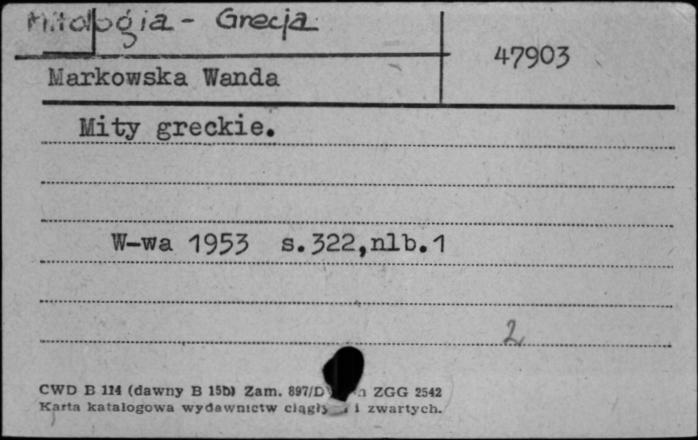 Mitologia - Grecja
47903
Markowska Wanda
Mity greckie.
W-wa 1953 s.322,nlb.1
2
CWD B 114 (dawny B 15b) Zam. 897/D ZGG 2542
Karta katalogowa wydawnictw i zwartych.